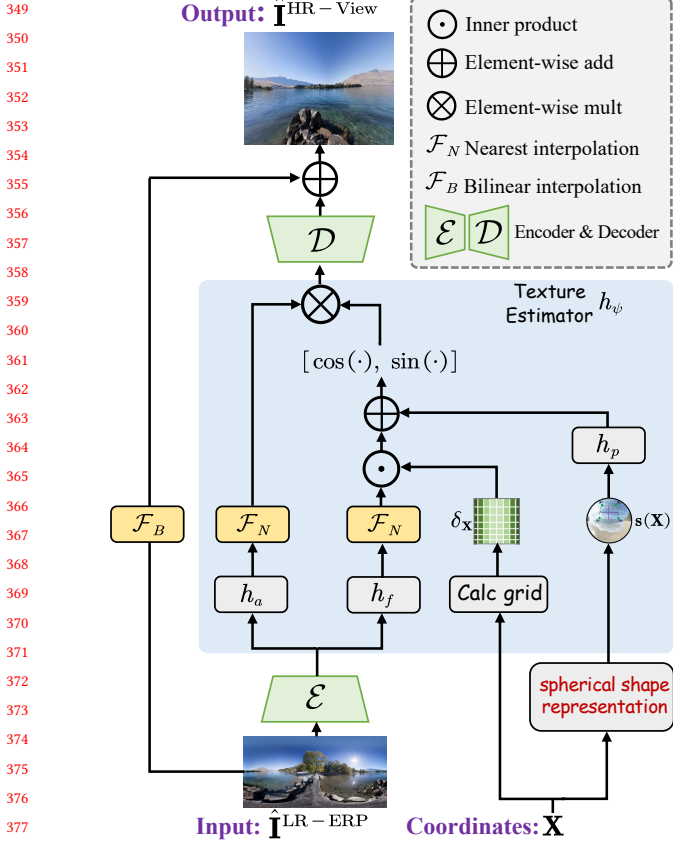 349
350
351
352
353
354
355
356
357
358
359
360
361
362
363
364
365
366
367
368
369
370
371
372
373
374
375
376
377
Output: Î^HR − View
⊙ Inner product
⊕ Element-wise add
⊗ Element-wise mult
ℱ_N Nearest interpolation
ℱ_B Bilinear interpolation
ℰ 𝒟 Encoder & Decoder
𝒟
Texture
Estimator h_ψ
[cos(·), sin(·)]
h_p
ℱ_B
ℱ_N
ℱ_N
δ_𝐗
𝐬(𝐗)
h_a
h_f
Calc grid
ℰ
spherical shape
representation
Input: Î^LR − ERP
Coordinates: 𝐗